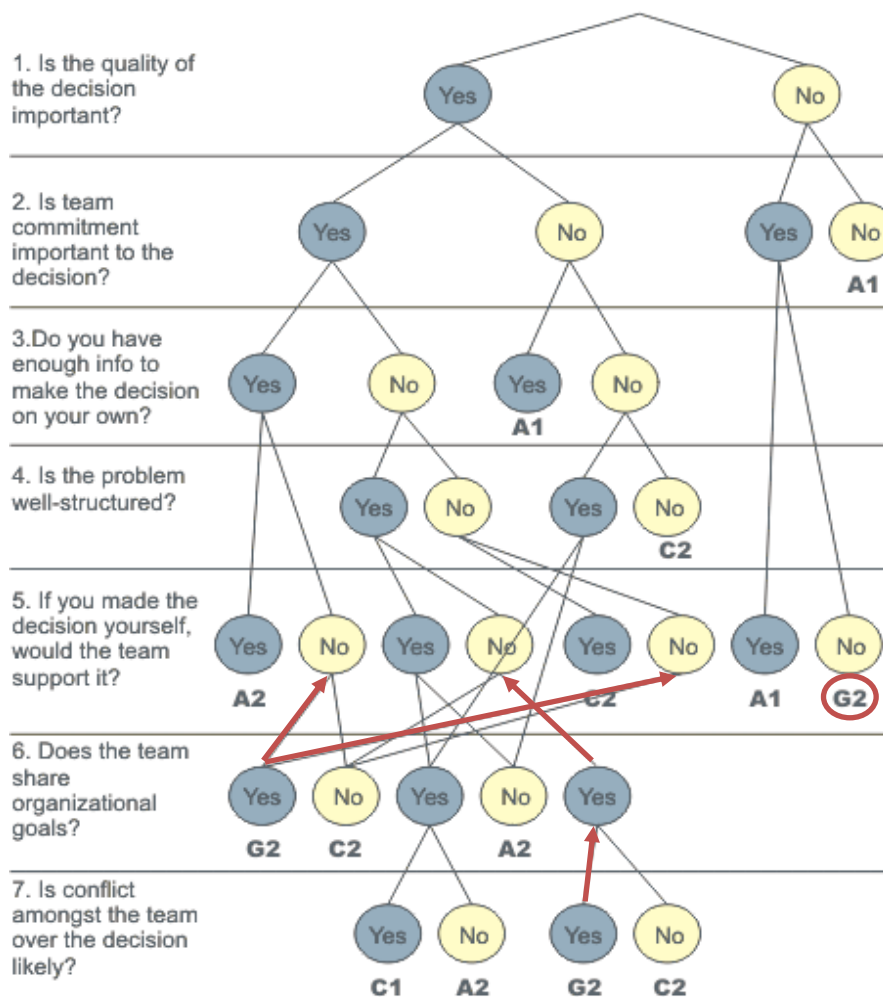 1. Is the quality of
the decision
important?
Yes
No
2. Is team
commitment
important to the
decision?
Yes
No
Yes
No
A1
3.Do you have
enough info to
make the decision
on your own?
Yes
No
Yes
No
A1
4. Is the problem
well-structured?
Yes
No
Yes
No
C2
5. If you made the
decision yourself,
would the team
support it?
Yes
No
Yes
No
Yes
No
Yes
No
A2
C2
A1
G2
6. Does the team
share
organizational
goals?
Yes
No
Yes
No
Yes
G2
C2
A2
7. Is conflict
amongst the team
over the decision
likely?
Yes
No
Yes
No
C1
A2
G2
C2